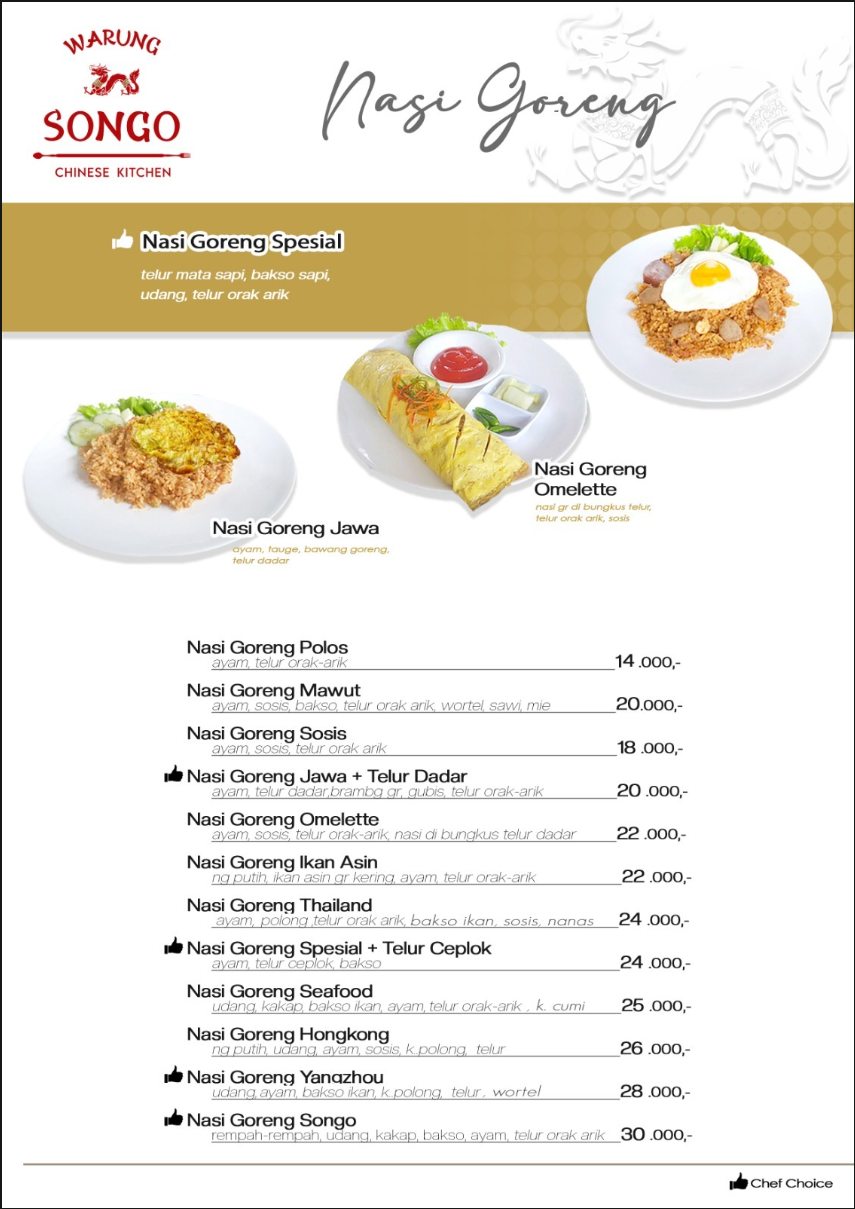 WARUNG
SONGO
CHINESE KITCHEN
Nasi Goreng
Nasi Goreng Spesial
telur mata sapi, bakso sapi,
udang, telur orak arik
Nasi Goreng
Omelette
nasi gr di bungkus telur,
telur orak arik, sosis
Nasi Goreng Jawa
ayam, tauge, bawang goreng,
telur dadar
Nasi Goreng Polos
ayam, telur orak-arik 14.000,-
Nasi Goreng Mawut
ayam, sosis, bakso, telur orak arik, wortel, sawi, mie 20.000,-
Nasi Goreng Sosis
ayam, sosis, telur orak arik 18.000,-
Nasi Goreng Jawa + Telur Dadar
ayam, telur dadar,brambg gr, gubis, telur orak-arik 20.000,-
Nasi Goreng Omelette
ayam, sosis, telur orak-arik, nasi di bungkus telur dadar 22.000,-
Nasi Goreng Ikan Asin
ng putih, ikan asin gr kering, ayam, telur orak-arik 22.000,-
Nasi Goreng Thailand
ayam, polong ,telur orak arik, bakso ikan, sosis, nanas 24.000,-
Nasi Goreng Spesial + Telur Ceplok
ayam, telur ceplok, bakso 24.000,-
Nasi Goreng Seafood
udang, kakap, bakso ikan, ayam, telur orak-arik , k. cumi 25.000,-
Nasi Goreng Hongkong
ng putih, udang, ayam, sosis, k..polong, telur 26.000,-
Nasi Goreng Yangzhou
udang, ayam, bakso ikan, k..polong, telur , wortel 28.000,-
Nasi Goreng Songo
rempah-rempah, udang, kakap, bakso, ayam, telur orak arik 30.000,-
Chef Choice